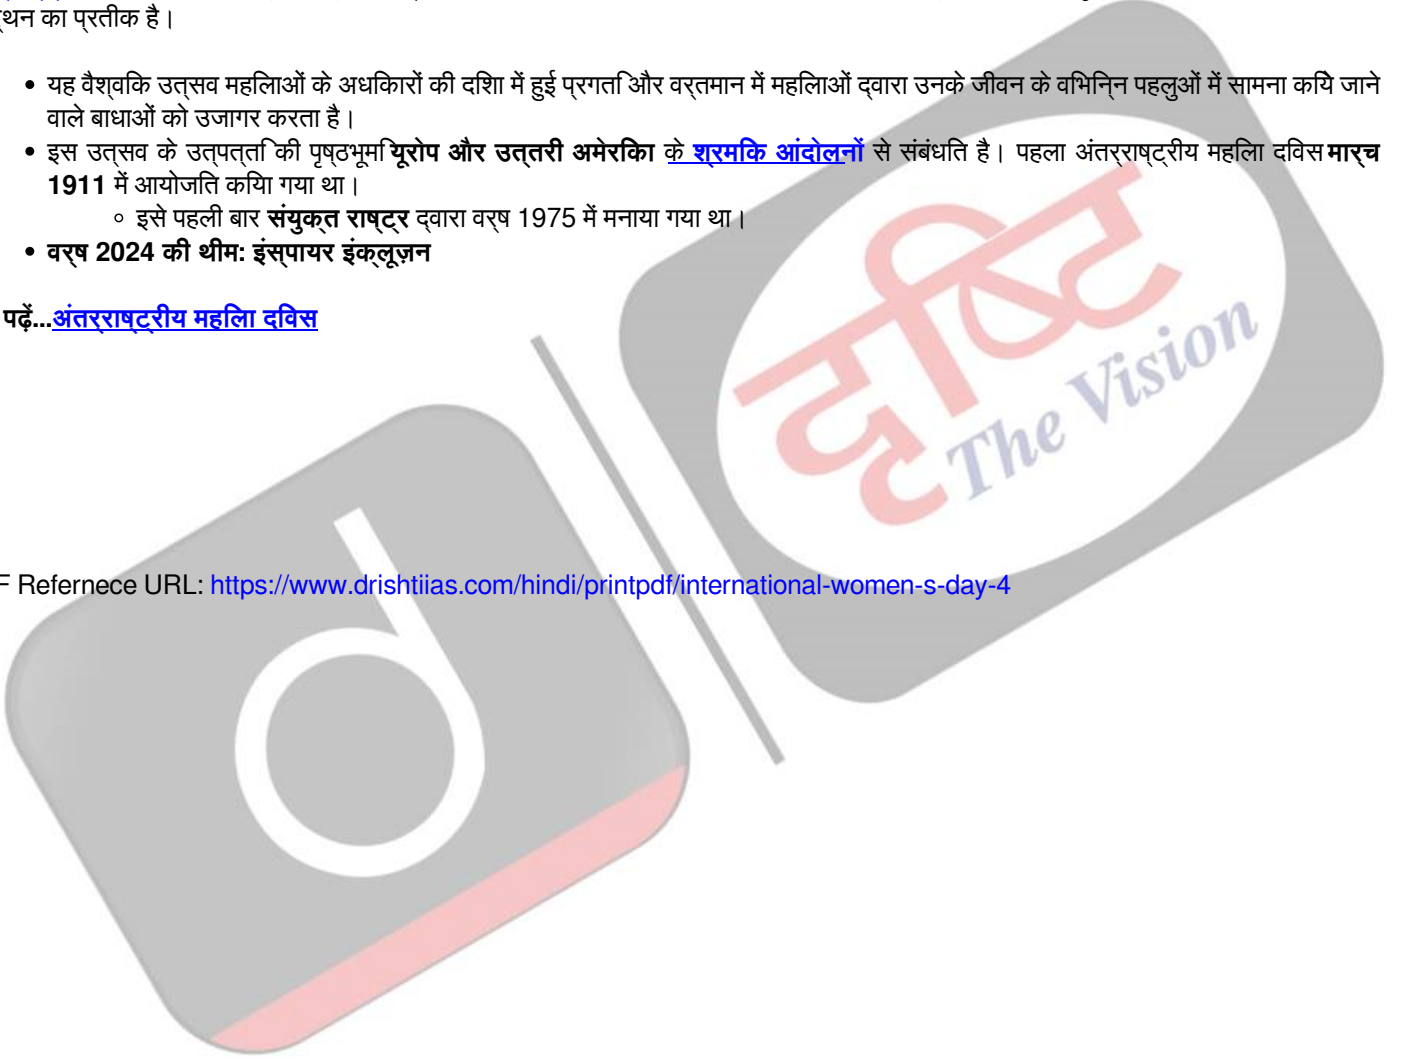 र्थन का प्रतीक है।
• यह वैश्विक उत्सव महिलाओं के अधिकारों की दिशा में हुई प्रगति और वर्तमान में महिलाओं द्वारा उनके जीवन के विभिन्न पहलुओं में सामना किये जाने
वाले बाधाओं को उजागर करता है।
• इस उत्सव के उत्पत्ति की पृष्ठभूमि यूरोप और उत्तरी अमेरिका के श्रमिक आंदोलनों से संबंधित है। पहला अंतर्राष्ट्रीय महिला दिवस मार्च
1911 में आयोजित किया गया था।
◦ इसे पहली बार संयुक्त राष्ट्र द्वारा वर्ष 1975 में मनाया गया था।
• वर्ष 2024 की थीम: इंस्पायर इंक्लूज़न
पढ़ें...अंतर्राष्ट्रीय महिला दिवस
दृष्टि
The Vision
F Refernece URL: https://www.drishtiias.com/hindi/printpdf/international-women-s-day-4
d